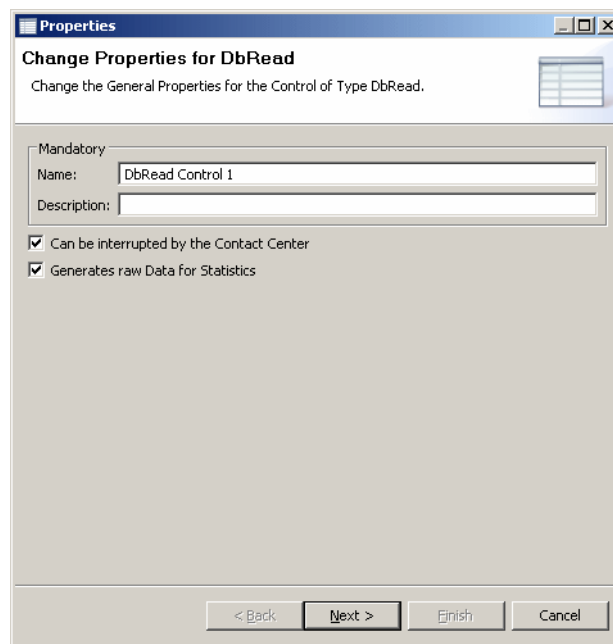 Properties
Change Properties for DbRead
Change the General Properties for the Control of Type DbRead.
Mandatory
Name: DbRead Control 1
Description:
Can be interrupted by the Contact Center
Generates raw Data for Statistics
< Back Next > Finish Cancel